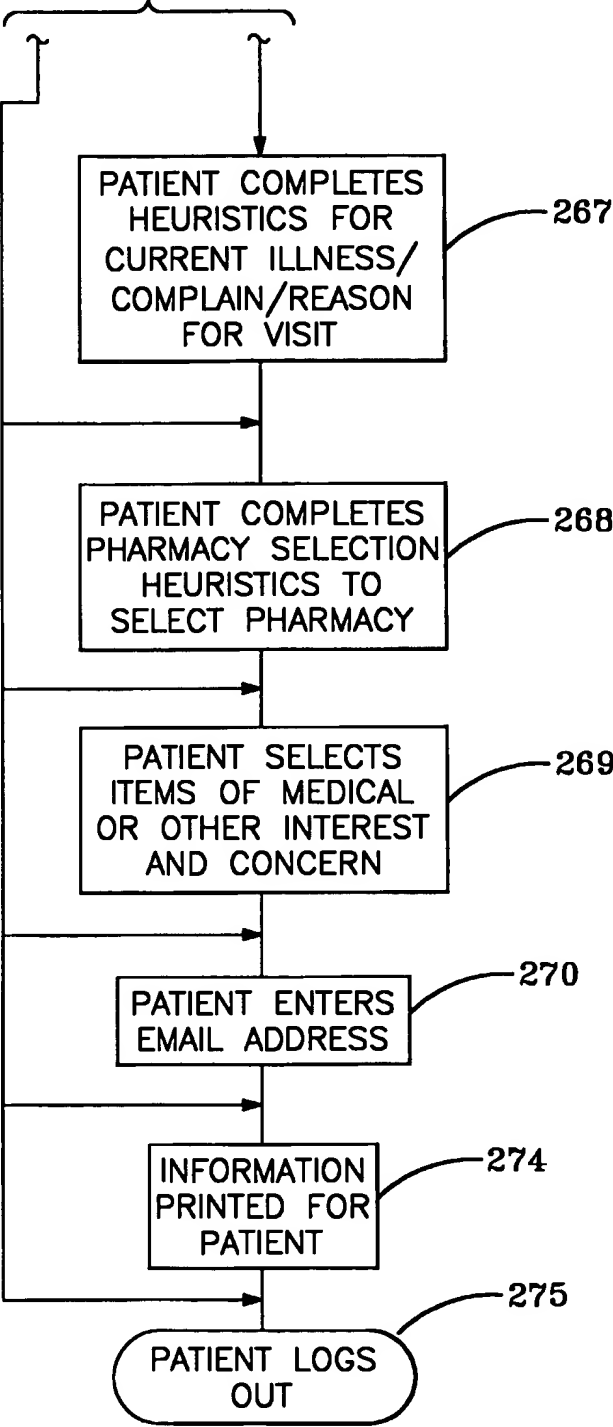 PATIENT COMPLETES
HEURISTICS FOR
CURRENT ILLNESS/
COMPLAIN/REASON
FOR VISIT
267
PATIENT COMPLETES
PHARMACY SELECTION
HEURISTICS TO
SELECT PHARMACY
268
PATIENT SELECTS
ITEMS OF MEDICAL
OR OTHER INTEREST
AND CONCERN
269
PATIENT ENTERS
EMAIL ADDRESS
270
INFORMATION
PRINTED FOR
PATIENT
274
PATIENT LOGS
OUT
275